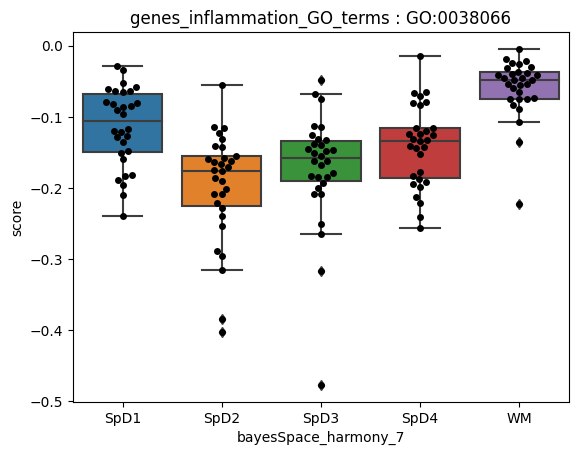 genes_inflammation_GO_terms : GO:0038066
0.0
−0.1
−0.2
−0.3
−0.4
−0.5
score
SpD1 SpD2 SpD3 SpD4 WM
bayesSpace_harmony_7